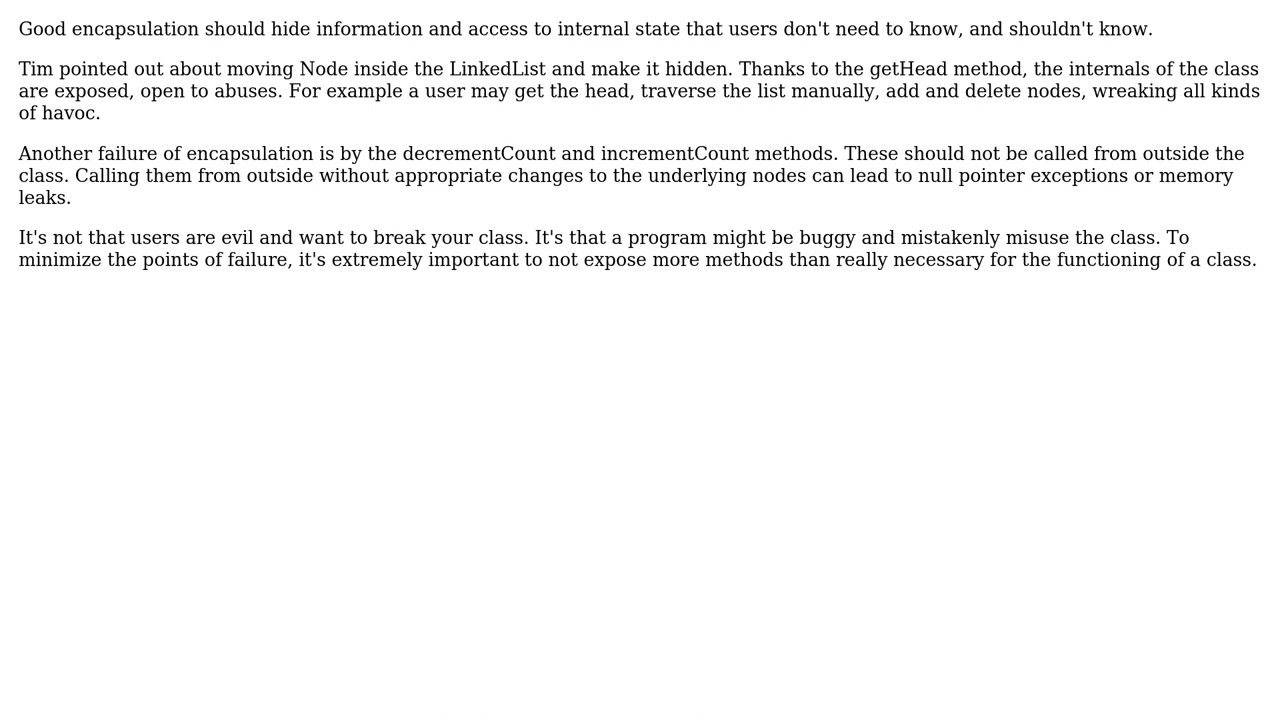 Good encapsulation should hide information and access to internal state that users don't need to know, and shouldn't know.
Tim pointed out about moving Node inside the LinkedList and make it hidden. Thanks to the getHead method, the internals of the class
are exposed, open to abuses. For example a user may get the head, traverse the list manually, add and delete nodes, wreaking all kinds
of havoc.
Another failure of encapsulation is by the decrementCount and incrementCount methods. These should not be called from outside the
class. Calling them from outside without appropriate changes to the underlying nodes can lead to null pointer exceptions or memory
leaks.
It's not that users are evil and want to break your class. It's that a program might be buggy and mistakenly misuse the class. To
minimize the points of failure, it's extremely important to not expose more methods than really necessary for the functioning of a class.